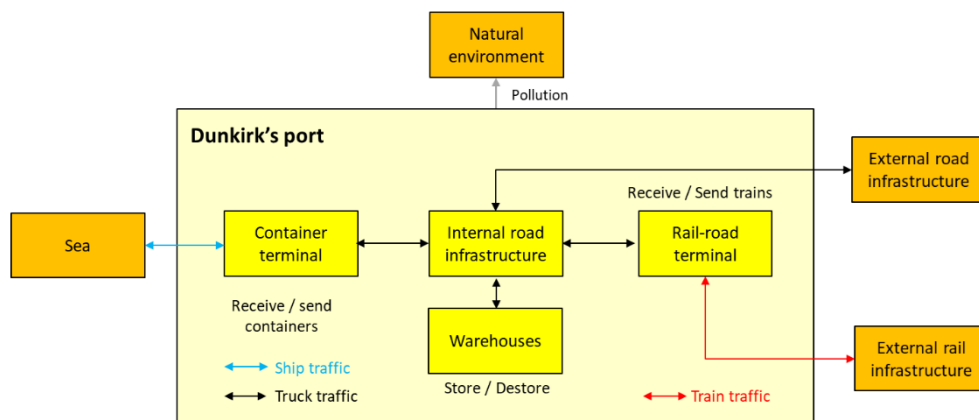 Natural
environment
Pollution
Dunkirk's port
External road
infrastructure
Receive / Send trains
Sea
Container
terminal
Internal road
infrastructure
Rail-road
terminal
Receive / send
containers
Warehouses
External rail
infrastructure
Ship traffic
Truck traffic
Store / Destore
Train traffic